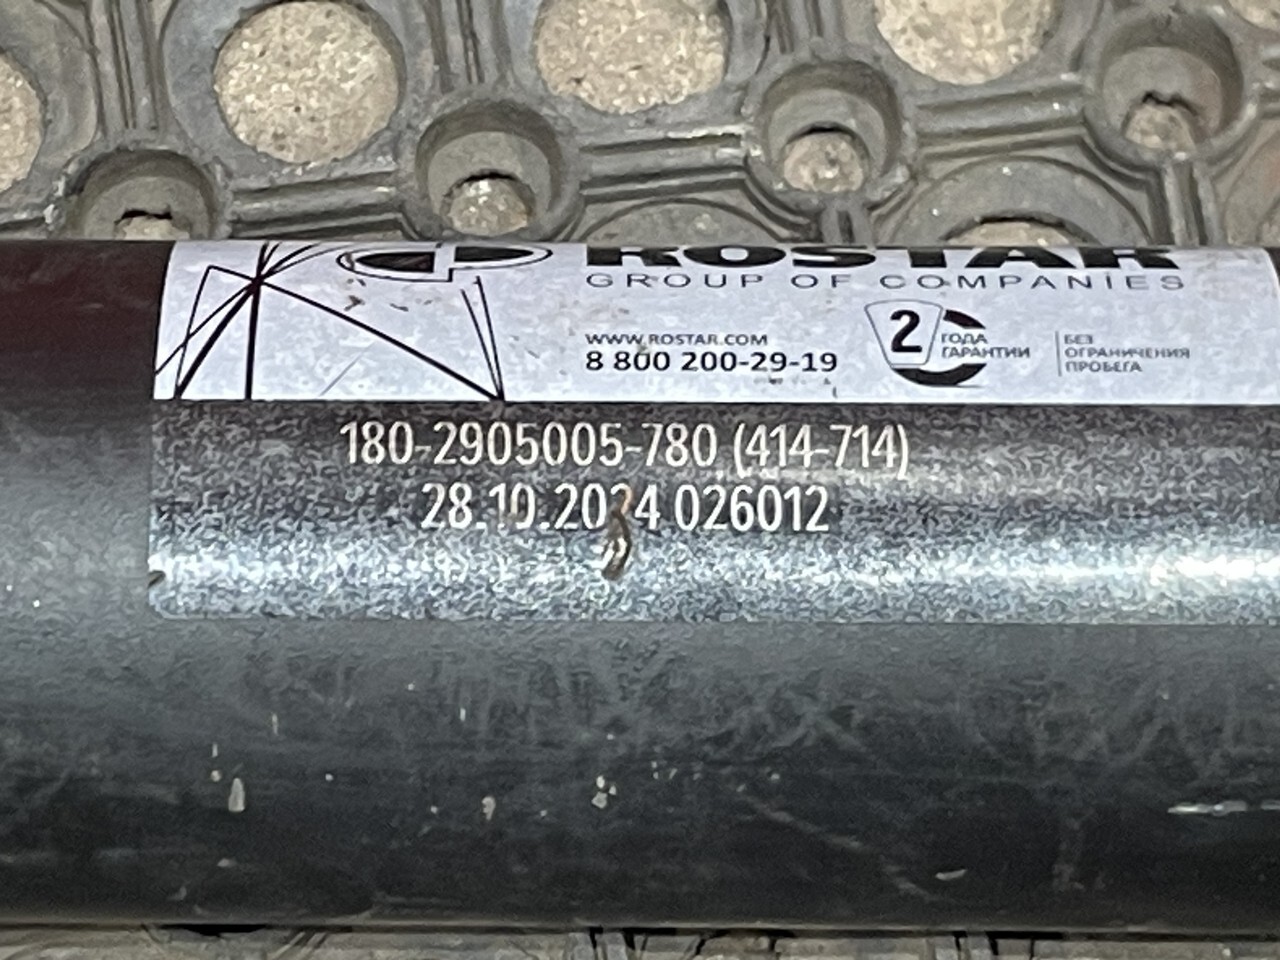 ROSTAR
GROUP OF COMPANIES
WWW.ROSTAR.COM
8 800 200-29-19
2
ГОДА
ГАРАНТИИ
БЕЗ
ОГРАНИЧЕНИЯ
ПРОБЕГА
180-2905005-780 (414-714)
28.10.2024 026012